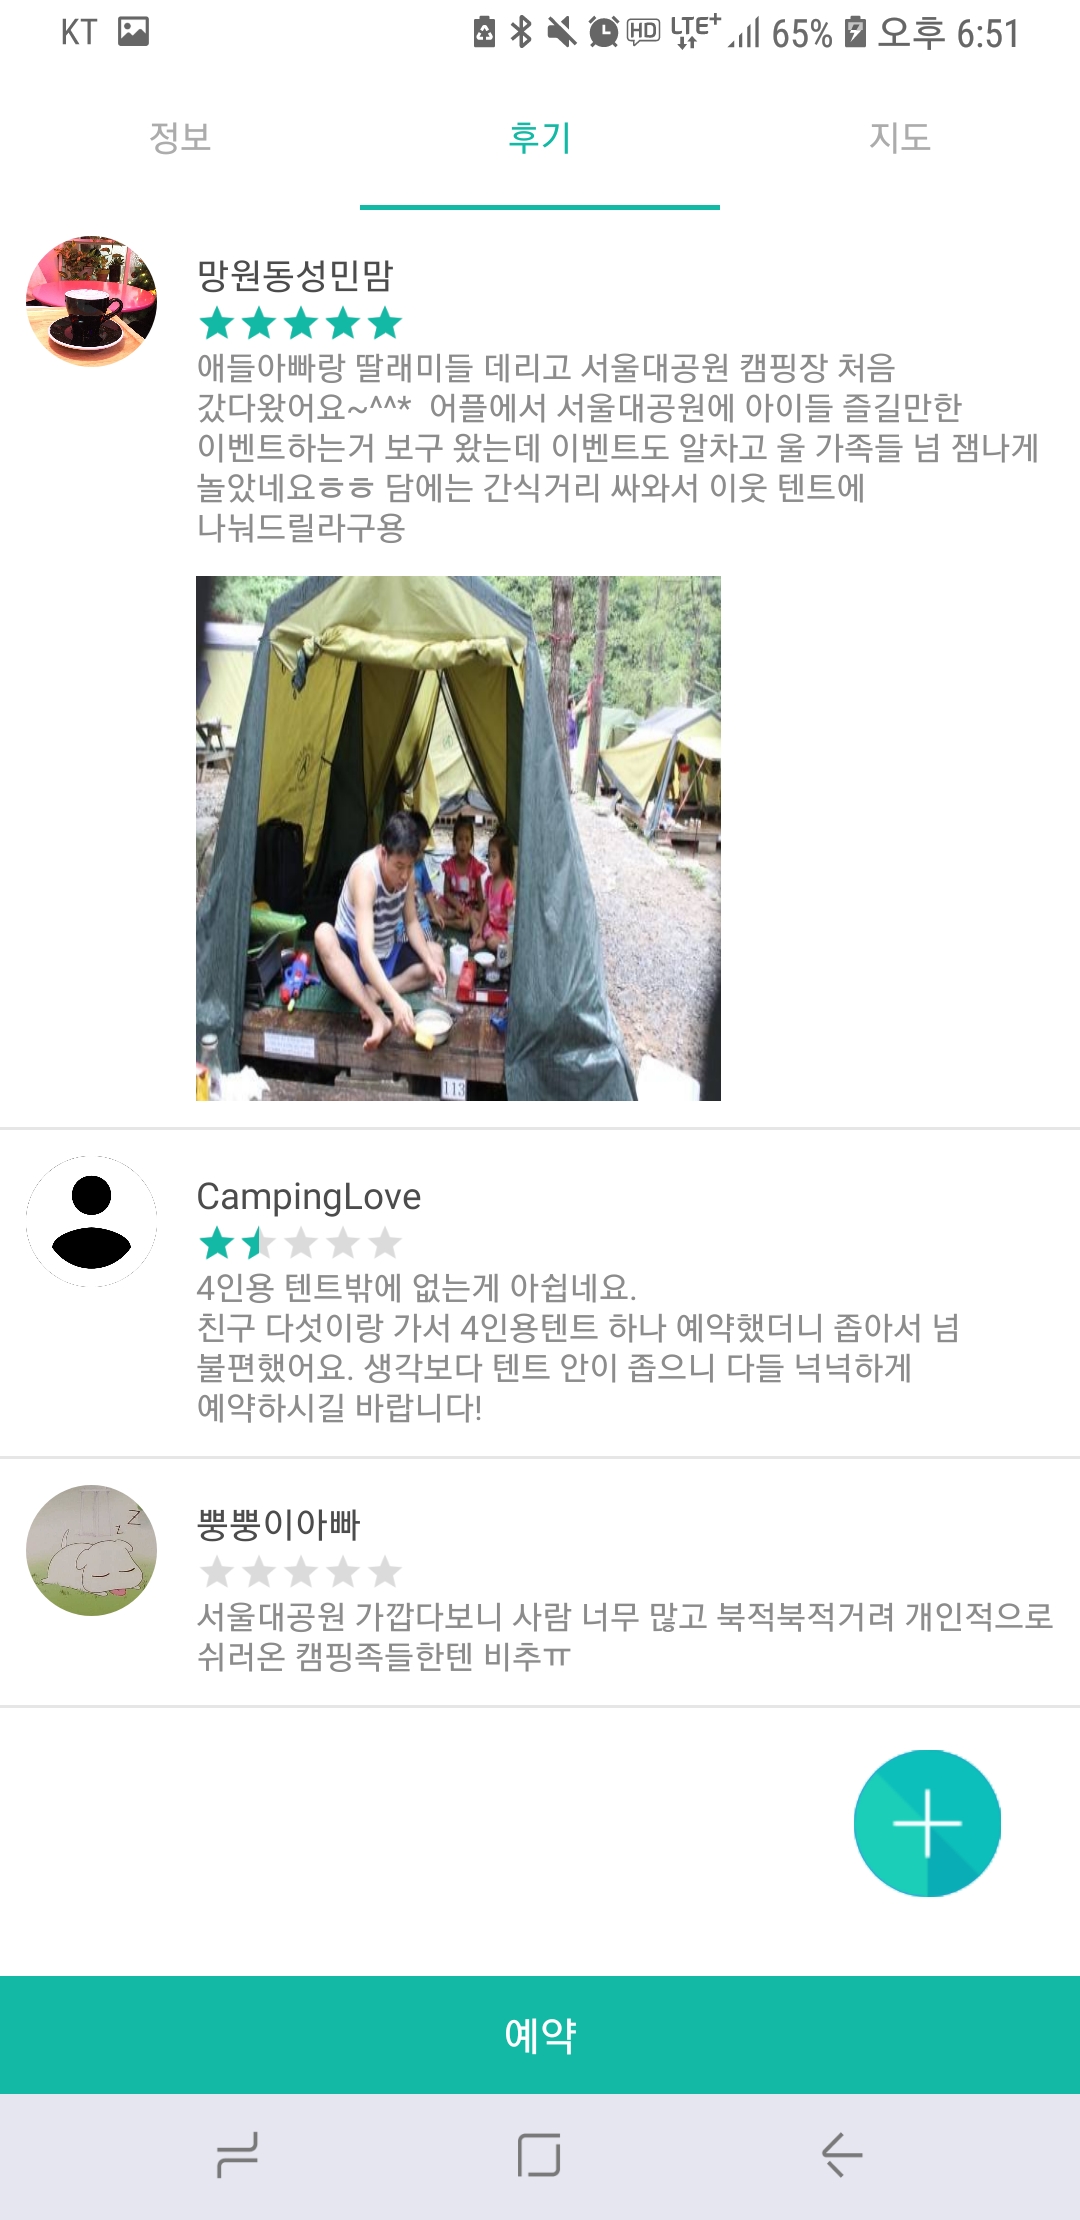 KT HD LTE+ 65% 오후 6:51
정보 후기 지도
망원동성민맘
애들아빠랑 딸래미들 데리고 서울대공원 캠핑장 처음
갔다왔어요~^^* 어플에서 서울대공원에 아이들 즐길만한
이벤트하는거 보구 왔는데 이벤트도 알차고 울 가족들 넘 잼나게
놀았네요ㅎㅎ 담에는 간식거리 싸와서 이웃 텐트에
나눠드릴라구용
113
CampingLove
4인용 텐트밖에 없는게 아쉽네요.
친구 다섯이랑 가서 4인용텐트 하나 예약했더니 좁아서 넘
불편했어요. 생각보다 텐트 안이 좁으니 다들 넉넉하게
예약하시길 바랍니다!
뿡뿡이아빠
z Z
서울대공원 가깝다보니 사람 너무 많고 북적북적거려 개인적으로
쉬러온 캠핑족들한텐 비추ㅠ
예약